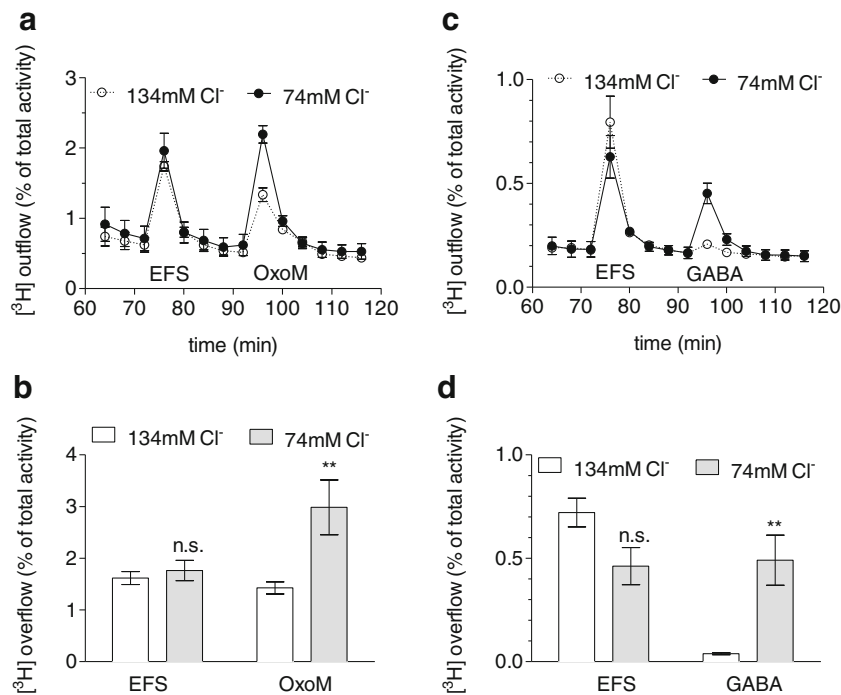 a
[³H] outflow (% of total activity)
134mM Cl⁻ 74mM Cl⁻
3
2
1
0
EFS OxoM
60 70 80 90 100 110 120
time (min)
c
[³H] outflow (% of total activity)
134mM Cl⁻ 74mM Cl⁻
1.0
0.5
0.0
EFS GABA
60 70 80 90 100 110 120
time (min)
b
[³H] overflow (% of total activity)
134mM Cl⁻ 74mM Cl⁻
4
3
2
1
0
n.s.
**
EFS OxoM
d
[³H] overflow (% of total activity)
134mM Cl⁻ 74mM Cl⁻
1.0
0.5
0.0
n.s.
**
EFS GABA